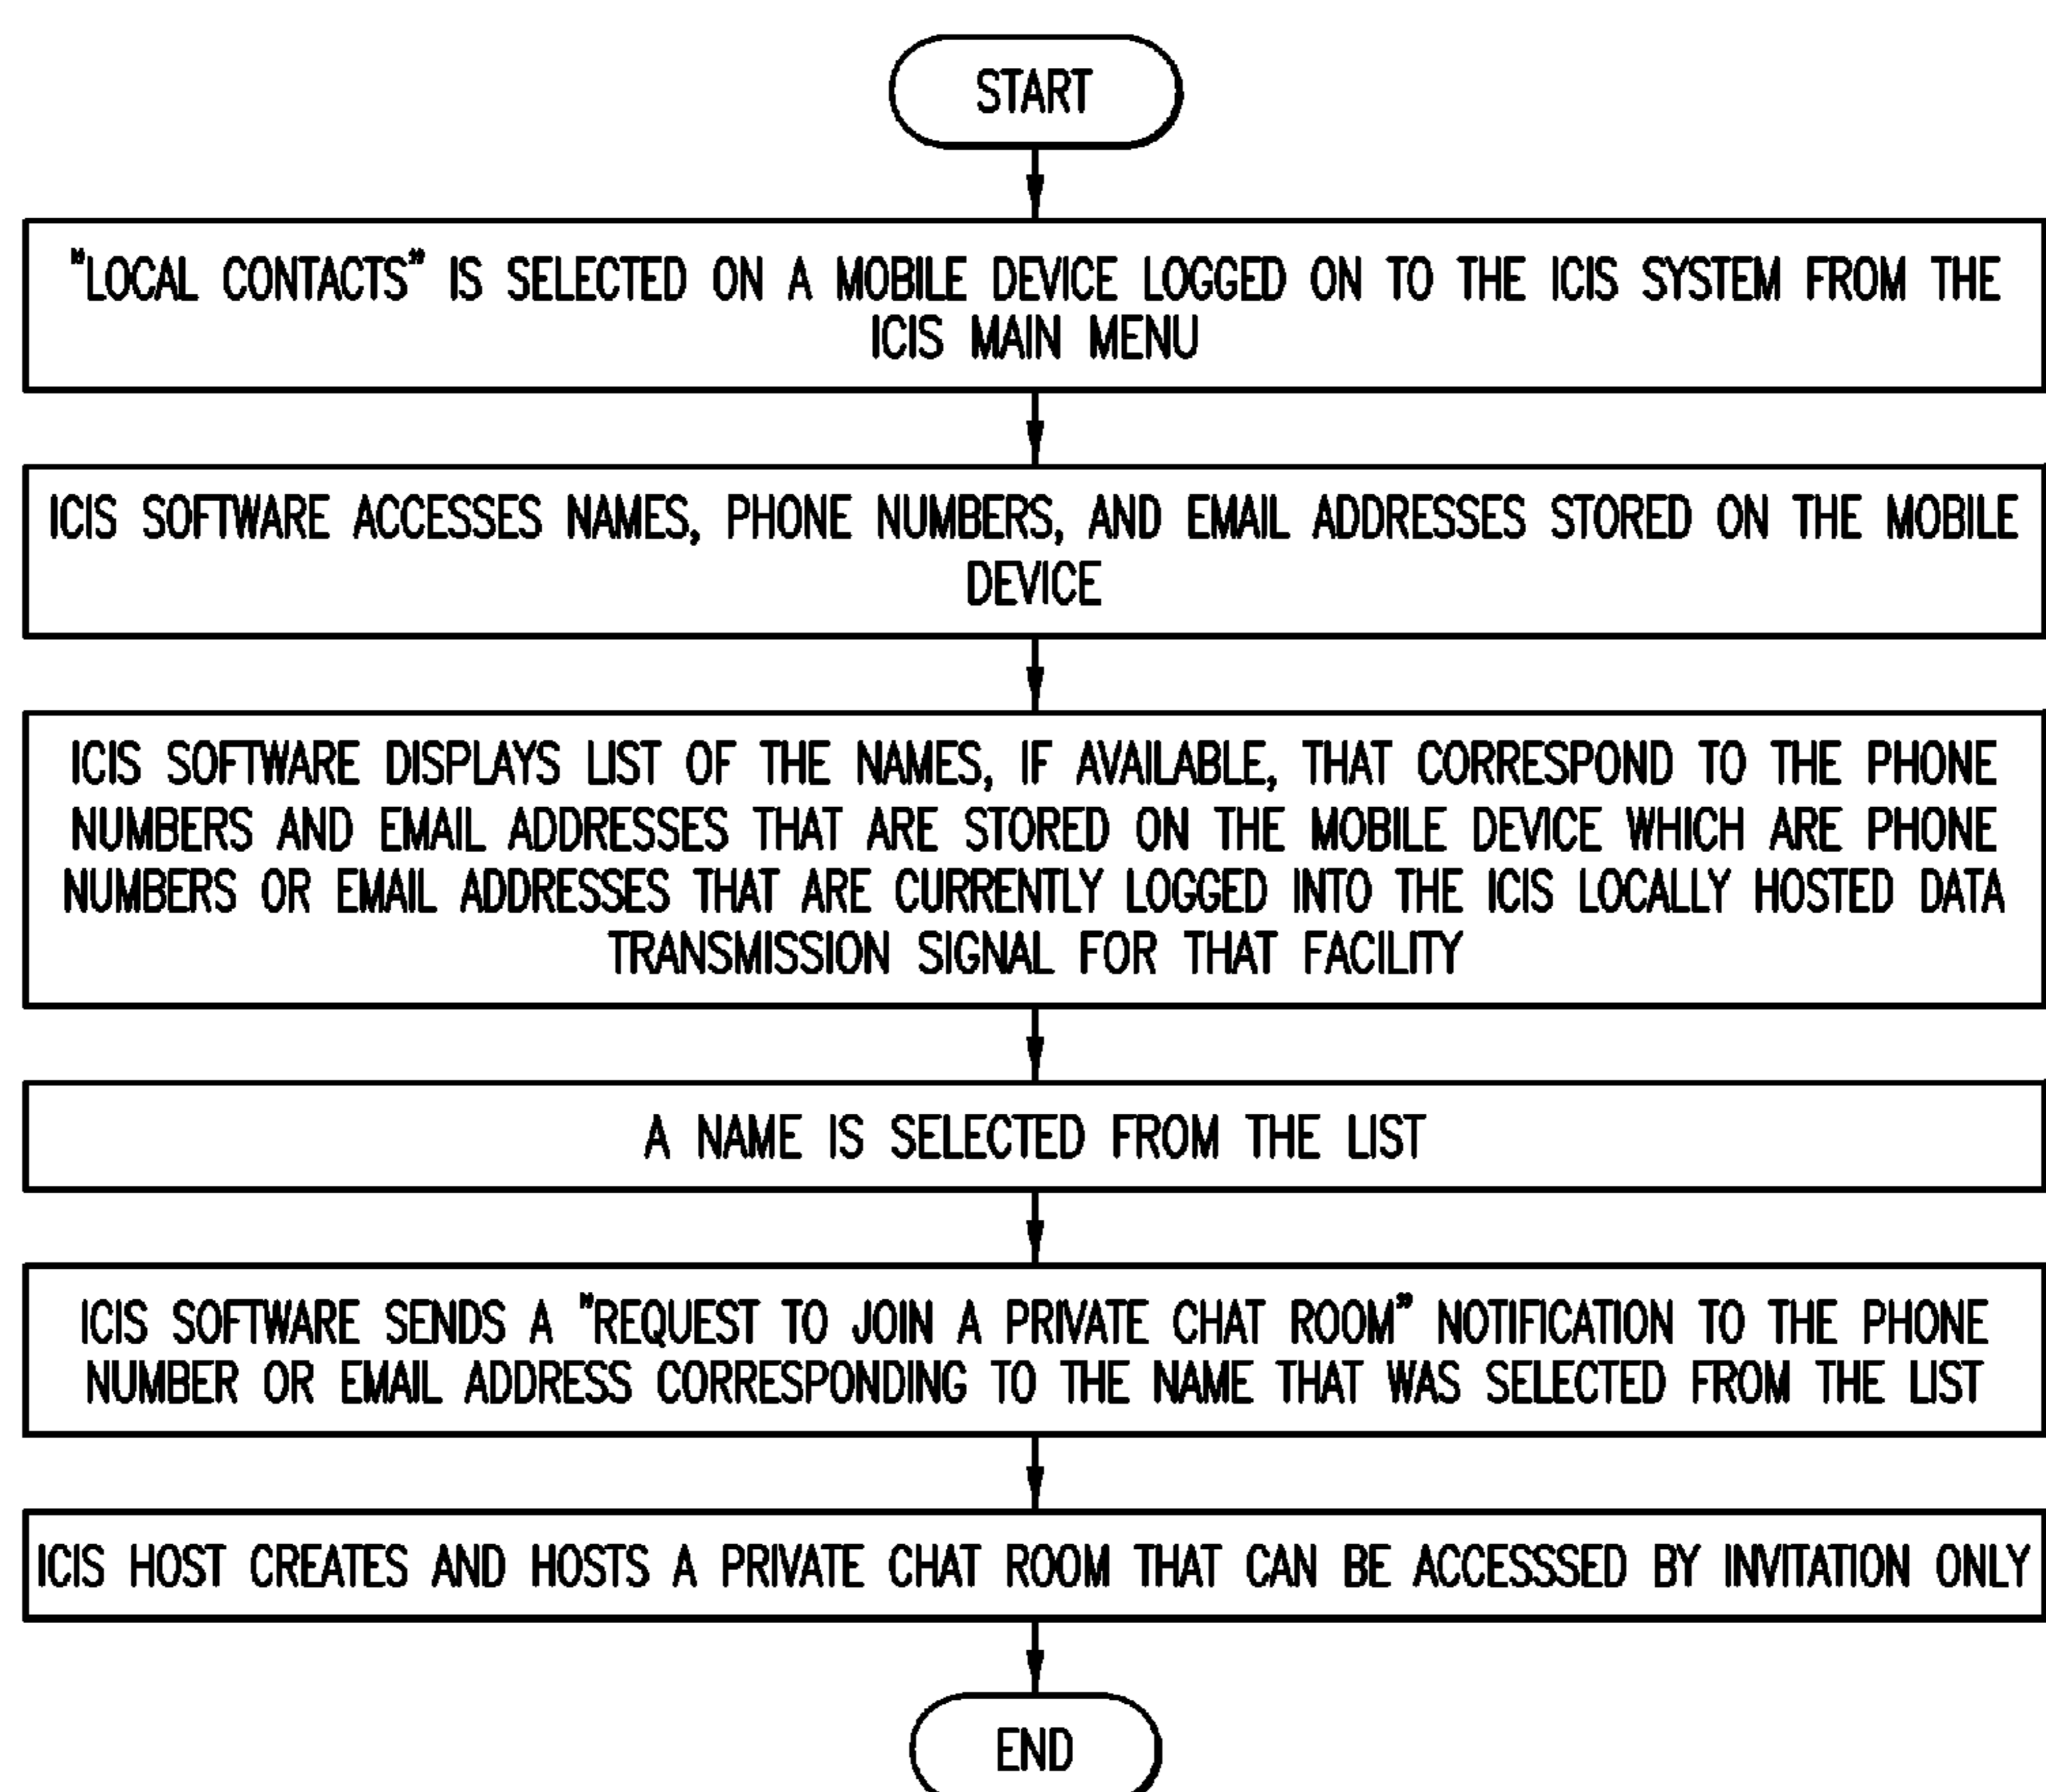 START
"LOCAL CONTACTS" IS SELECTED ON A MOBILE DEVICE LOGGED ON TO THE ICIS SYSTEM FROM THE
ICIS MAIN MENU
ICIS SOFTWARE ACCESSES NAMES, PHONE NUMBERS, AND EMAIL ADDRESSES STORED ON THE MOBILE
DEVICE
ICIS SOFTWARE DISPLAYS LIST OF THE NAMES, IF AVAILABLE, THAT CORRESPOND TO THE PHONE
NUMBERS AND EMAIL ADDRESSES THAT ARE STORED ON THE MOBILE DEVICE WHICH ARE PHONE
NUMBERS OR EMAIL ADDRESSES THAT ARE CURRENTLY LOGGED INTO THE ICIS LOCALLY HOSTED DATA
TRANSMISSION SIGNAL FOR THAT FACILITY
A NAME IS SELECTED FROM THE LIST
ICIS SOFTWARE SENDS A "REQUEST TO JOIN A PRIVATE CHAT ROOM" NOTIFICATION TO THE PHONE
NUMBER OR EMAIL ADDRESS CORRESPONDING TO THE NAME THAT WAS SELECTED FROM THE LIST
ICIS HOST CREATES AND HOSTS A PRIVATE CHAT ROOM THAT CAN BE ACCESSSED BY INVITATION ONLY
END